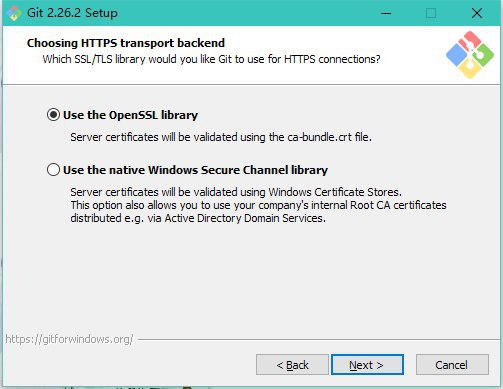 Git 2.26.2 Setup
Choosing HTTPS transport backend
Which SSL/TLS library would you like Git to use for HTTPS connections?
Use the OpenSSL library
Server certificates will be validated using the ca-bundle.crt file.
Use the native Windows Secure Channel library
Server certificates will be validated using Windows Certificate Stores.
This option also allows you to use your company's internal Root CA certificates
distributed e.g. via Active Directory Domain Services.
https://gitforwindows.org/
< Back
Next >
Cancel